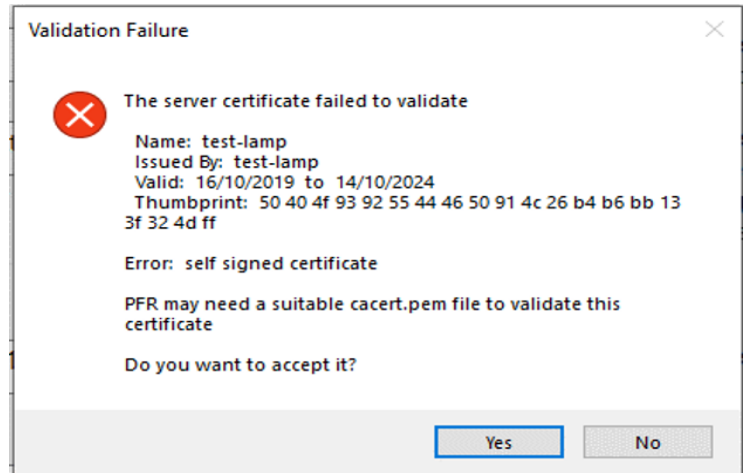 Validation Failure
The server certificate failed to validate
Name: test-lamp
Issued By: test-lamp
Valid: 16/10/2019 to 14/10/2024
Thumbprint: 50 40 4f 93 92 55 44 46 50 91 4c 26 b4 b6 bb 13
3f 32 4d ff
Error: self signed certificate
PFR may need a suitable cacert.pem file to validate this
certificate
Do you want to accept it?
Yes
No